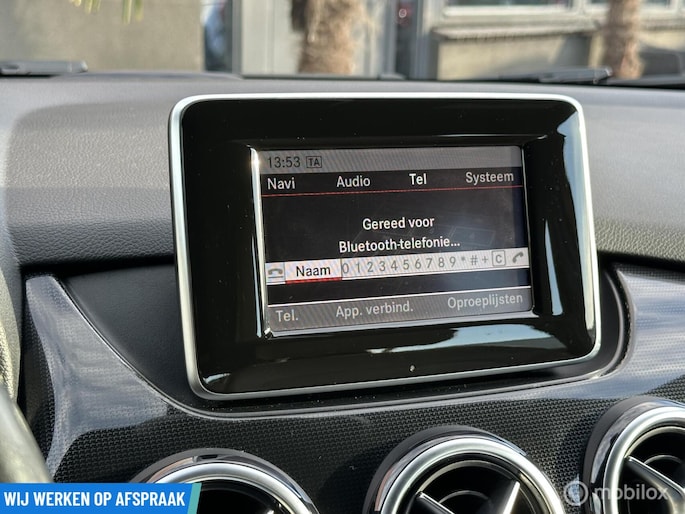 13:53 TA
Navi Audio Tel Systeem
Gereed voor
Bluetooth-telefonie...
Naam 0 1 2 3 4 5 6 7 8 9 * # + C
Tel. App. verbind. Oproeplijsten
WIJ WERKEN OP AFSPRAAK
mobilox